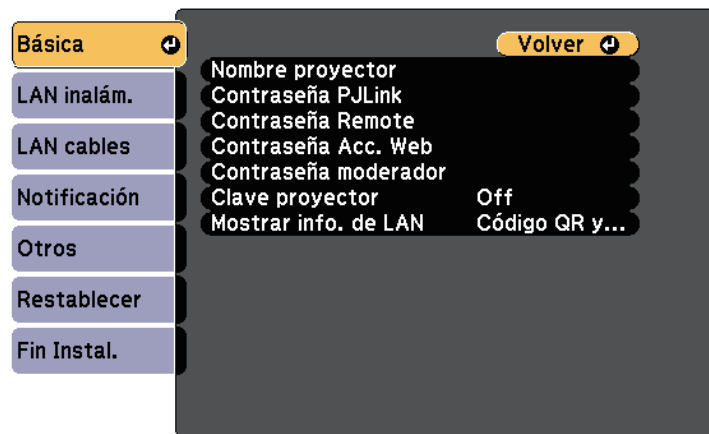 Básica
LAN inalám.
LAN cables
Notificación
Otros
Restablecer
Fin Instal.
Volver
Nombre proyector
Contraseña PJLink
Contraseña Remote
Contraseña Acc. Web
Contraseña moderador
Clave proyector Off
Mostrar info. de LAN Código QR y...